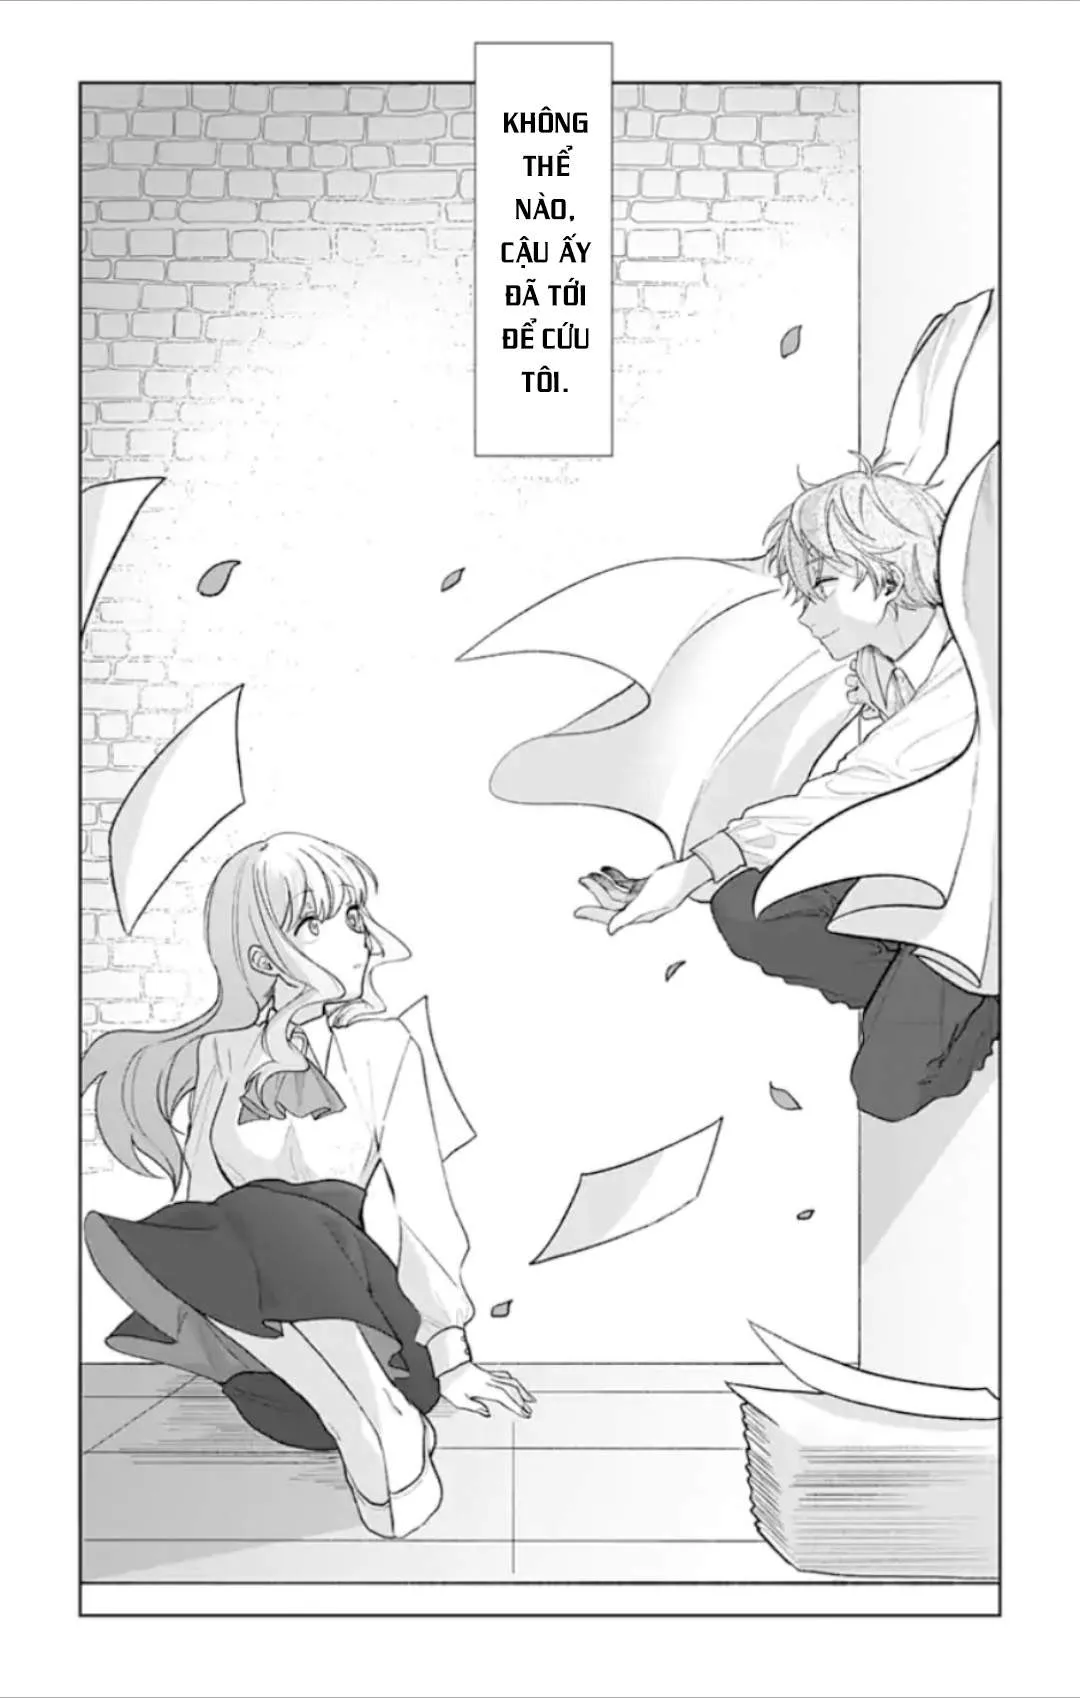 KHÔNG
THỂ
NÀO,
CẬU ẤY
ĐÃ TỚI
ĐỂ CỨU
TÔI.